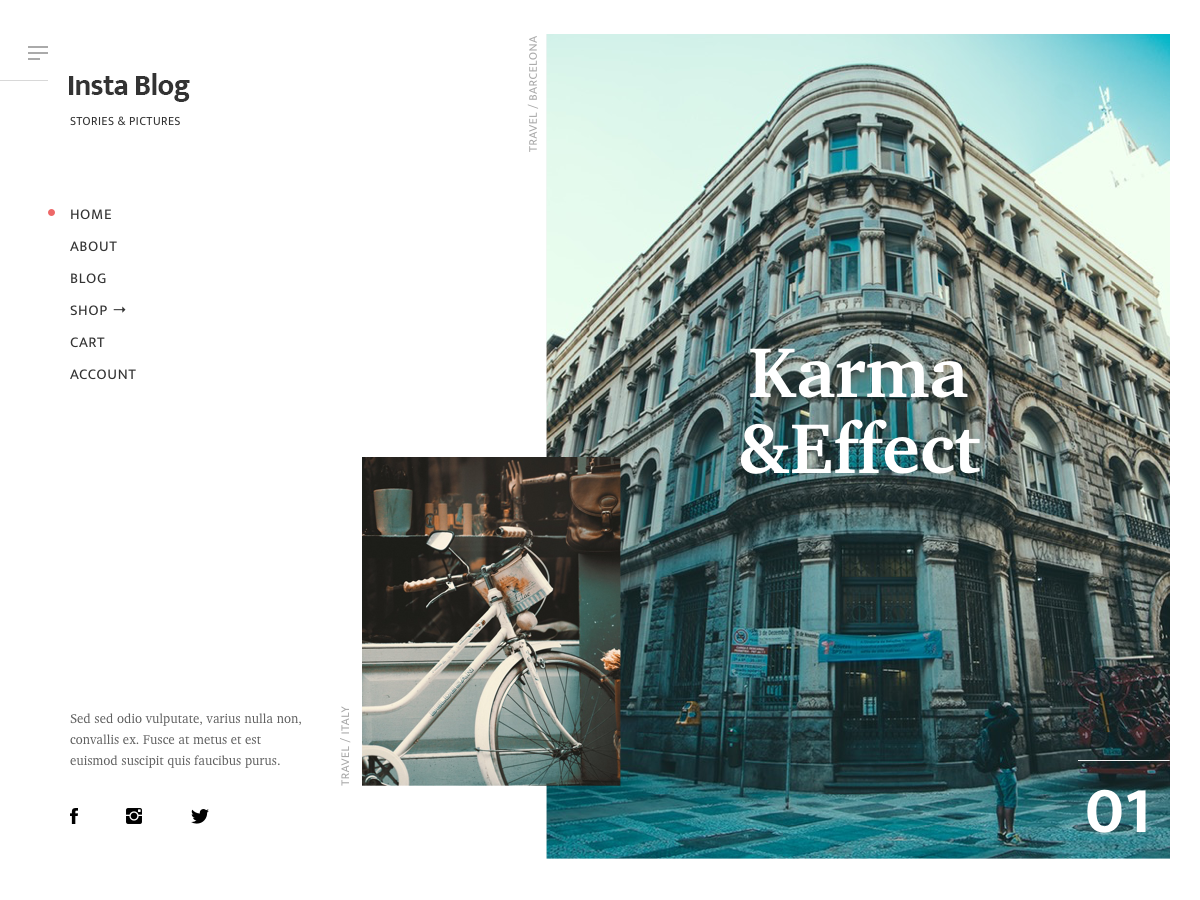 Insta Blog
STORIES & PICTURES
HOME
ABOUT
BLOG
SHOP →
CART
ACCOUNT
Sed sed odio vulputate, varius nulla non,
convallis ex. Fusce at metus et est
euismod suscipit quis faucibus purus.
TRAVEL / ITALY
TRAVEL / BARCELONA
Karma
&Effect
01